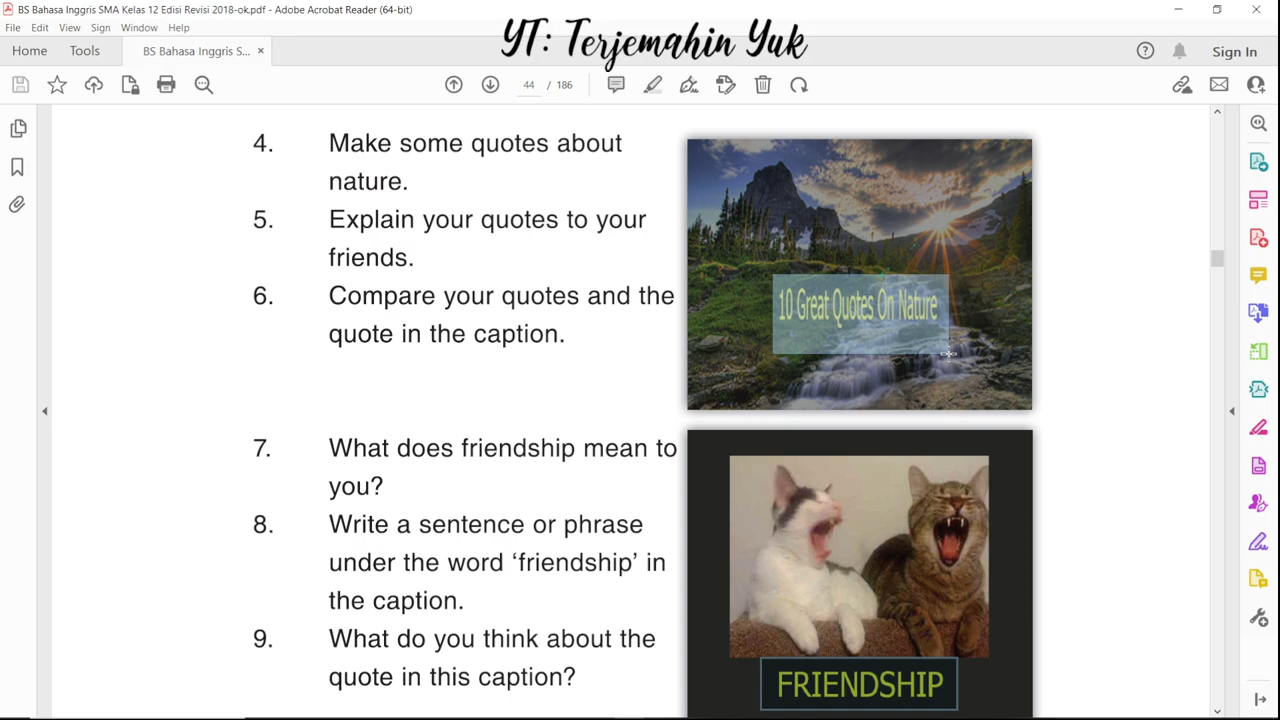 BS Bahasa Inggris SMA Kelas 12 Edisi Revisi 2018-ok.pdf - Adobe Acrobat Reader (64-bit)
YT: Terjemahin Yuk
File Edit View Sign Window Help
Home Tools BS Bahasa Inggris S... ×
Sign In
44 / 186
4. Make some quotes about
nature.
5. Explain your quotes to your
friends.
6. Compare your quotes and the
quote in the caption.
10 Great Quotes On Nature
7. What does friendship mean to
you?
8. Write a sentence or phrase
under the word ‘friendship’ in
the caption.
9. What do you think about the
quote in this caption?
FRIENDSHIP